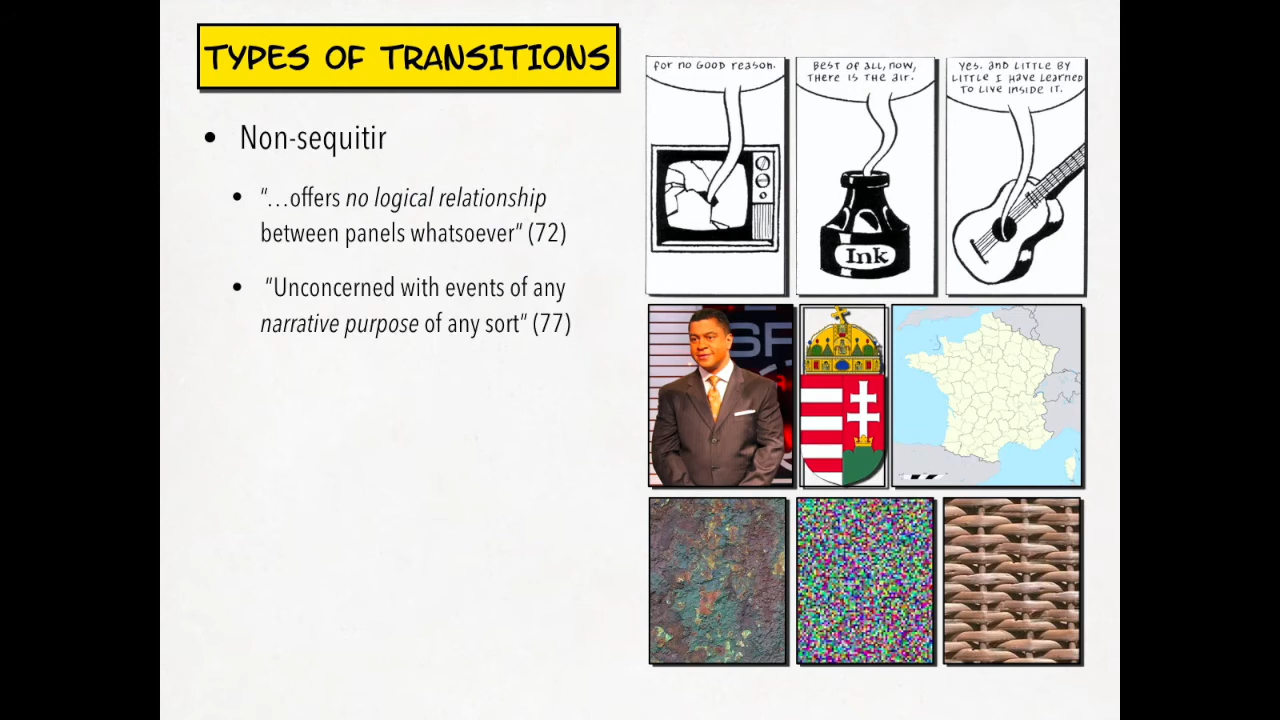 TYPES OF TRANSITIONS
• Non-sequitir
• “…offers no logical relationship
between panels whatsoever” (72)
• “Unconcerned with events of any
narrative purpose of any sort” (77)
for no GOOD reason.
BEST OF ALL, NOW,
THERE IS THE AIR.
Yes. and LITTLE BY
LITTLE I HAVE LEARNED
TO LIVE INSIDE IT.
Ink
SP